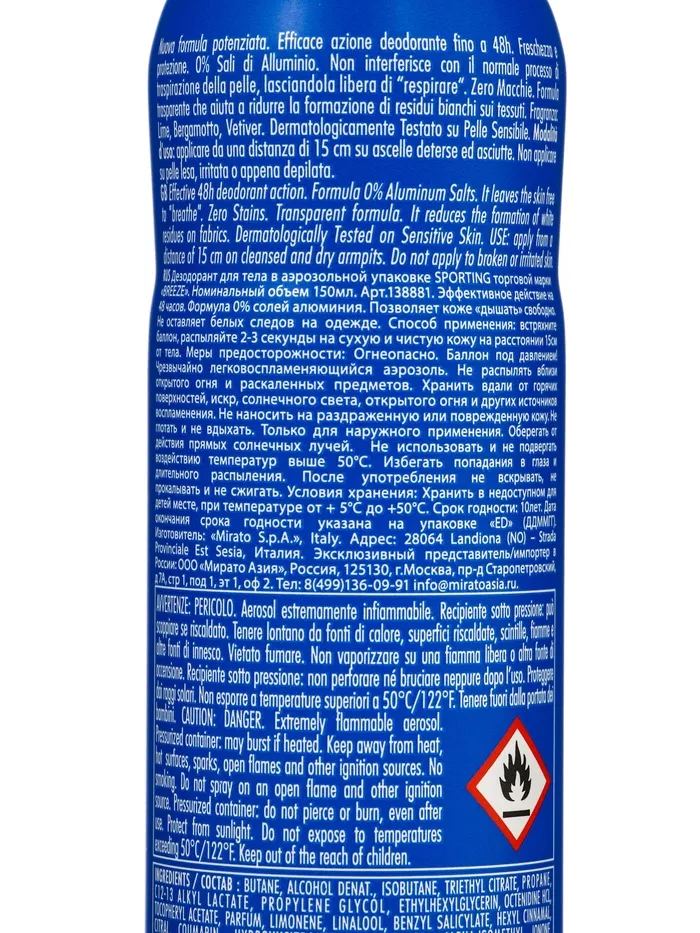 Nuova formula potenziata. Efficace azione deodorante fino a 48h. Freschezza e
protezione. 0% Sali di Alluminio. Non interferisce con il normale processo di
traspirazione della pelle, lasciandola libera di "respirare". Zero Macchie. Formula
trasparente che aiuta a ridurre la formazione di residui bianchi sui tessuti. Fragranza:
Lime, Bergamotto, Vetiver. Dermatologicamente Testato su Pelle Sensibile. Modalità
d'uso: applicare da una distanza di 15 cm su ascelle deterse ed asciutte. Non applicare
su pelle lesa, irritata o appena depilata.
GB Effective 48h deodorant action. Formula 0% Aluminum Salts. It leaves the skin free
to "breathe". Zero Stains. Transparent formula. It reduces the formation of white
residues on fabrics. Dermatologically Tested on Sensitive Skin. USE: apply from a
distance of 15 cm on cleansed and dry armpits. Do not apply to broken or irritated skin.
RUS Дезодорант для тела в аэрозольной упаковке SPORTING торговой марки
«BREEZE». Номинальный объем 150мл. Арт.138881. Эффективное действие на
48 часов. Формула 0% солей алюминия. Позволяет коже «дышать» свободно.
Не оставляет белых следов на одежде. Способ применения: встряхните
баллон, распыляйте 2-3 секунды на сухую и чистую кожу на расстоянии 15см
от тела. Меры предосторожности: Огнеопасно. Баллон под давлением!
Чрезвычайно легковоспламеняющийся аэрозоль. Не распылять вблизи
открытого огня и раскаленных предметов. Хранить вдали от горячих
поверхностей, искр, солнечного света, открытого огня и других источников
воспламенения. Не наносить на раздраженную или поврежденную кожу. Не
глотать и не вдыхать. Только для наружного применения. Оберегать от
действия прямых солнечных лучей. Не использовать и не подвергать
воздействию температур выше 50°C. Избегать попадания в глаза и
длительного распыления. После употребления не вскрывать, не
прокалывать и не сжигать. Условия хранения: Хранить в недоступном для
детей месте, при температуре от + 5°C до +50°C. Срок годности: 10лет. Дата
окончания срока годности указана на упаковке «ED» (ДДММГГ).
Изготовитель: «Mirato S.p.A.», Italy. Адрес: 28064 Landiona (NO) – Strada
Provinciale Est Sesia, Италия. Эксклюзивный представитель/импортер в
России: ООО «Мирато Азия», Россия, 125130, г.Москва, пр-д Старопетровский,
д 7А, стр 1, под 1, эт 1, оф 2. Тел: 8(499)136-09-91 info@miratoasia.ru.
AVVERTENZE: PERICOLO. Aerosol estremamente infiammabile. Recipiente sotto pressione: può
scoppiare se riscaldato. Tenere lontano da fonti di calore, superfici riscaldate, scintille, fiamme e
altre fonti di innesco. Vietato fumare. Non vaporizzare su una fiamma libera o altra fonte di
accensione. Recipiente sotto pressione: non perforare né bruciare neppure dopo l'uso. Proteggere
dai raggi solari. Non esporre a temperature superiori a 50°C/122°F. Tenere fuori dalla portata dei
bambini. CAUTION: DANGER. Extremely flammable aerosol.
Pressurized container: may burst if heated. Keep away from heat,
hot surfaces, sparks, open flames and other ignition sources. No
smoking. Do not spray on an open flame and other ignition
source. Pressurized container: do not pierce or burn, even after
use. Protect from sunlight. Do not expose to temperatures
exceeding 50°C/122°F. Keep out of the reach of children.
INGREDIENTS / СОСТАВ : BUTANE, ALCOHOL DENAT., ISOBUTANE, TRIETHYL CITRATE, PROPANE,
C12-13 ALKYL LACTATE, PROPYLENE GLYCOL, ETHYLHEXYLGLYCERIN, OCTENIDINE HCL,
TOCOPHERYL ACETATE, PARFUM, LIMONENE, LINALOOL, BENZYL SALICYLATE, HEXYL CINNAMAL,
CITRAL, COUMARIN,